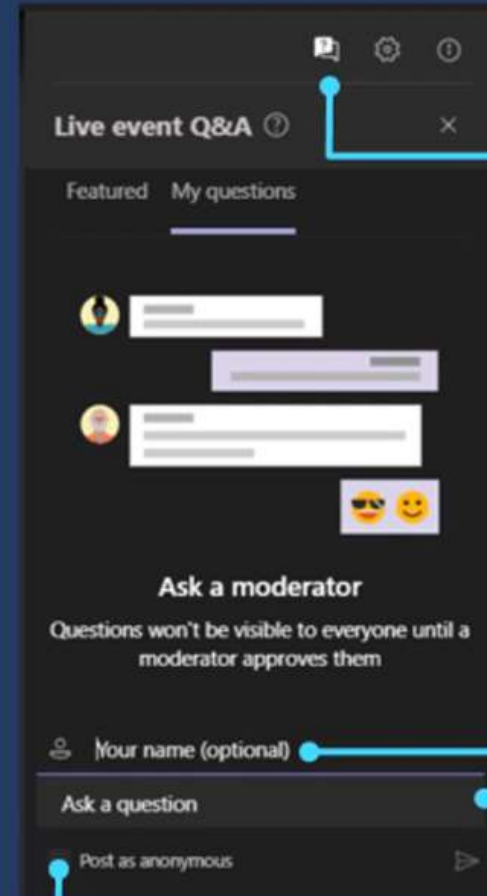 Live event Q&A
Featured My questions
Ask a moderator
Questions won't be visible to everyone until a
moderator approves them
Your name (optional)
Ask a question
Post as anonymous